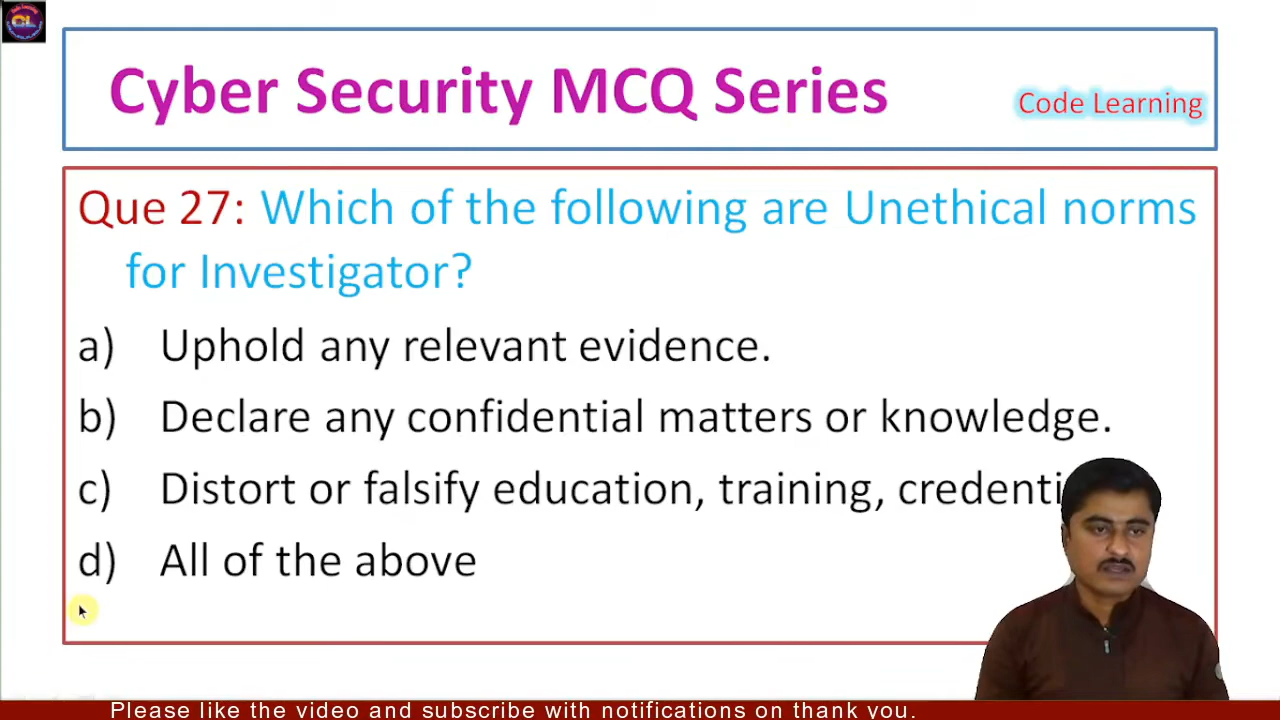 Cyber Security MCQ Series
Code Learning
Que 27: Which of the following are Unethical norms
for Investigator?
a) Uphold any relevant evidence.
b) Declare any confidential matters or knowledge.
c) Distort or falsify education, training,
d) All of the above
Please like the video and subscribe with notifications on thank you.